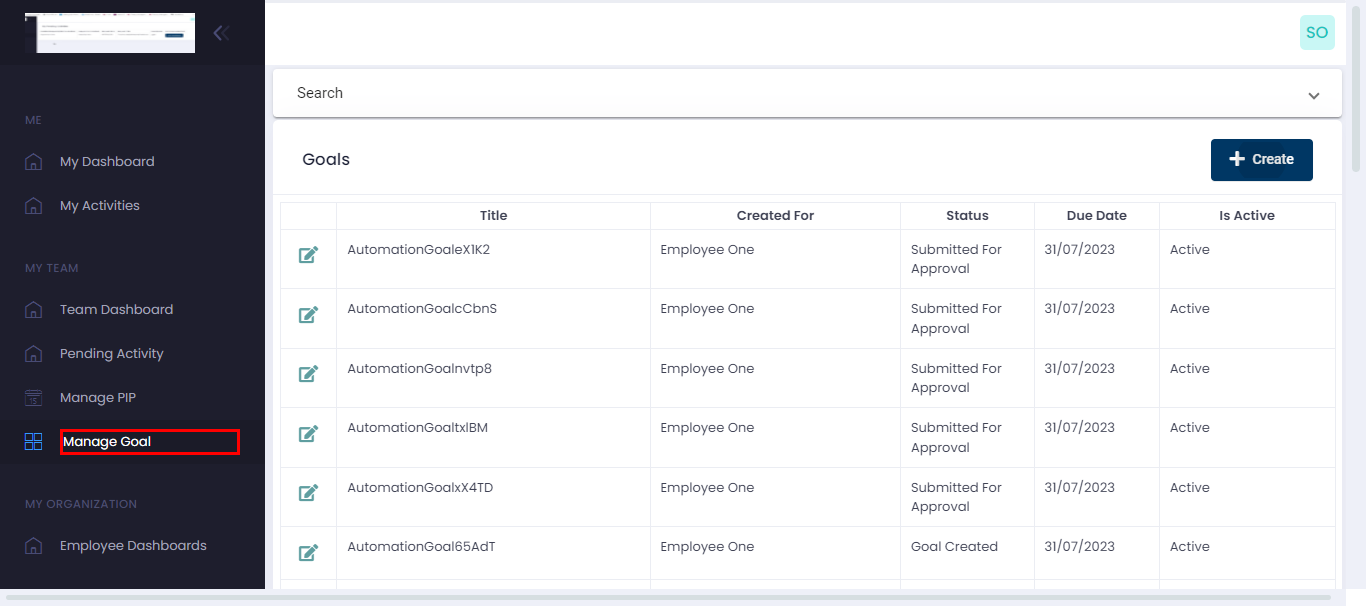 SO
ME
My Dashboard
My Activities
MY TEAM
Team Dashboard
Pending Activity
Manage PIP
Manage Goal
MY ORGANIZATION
Employee Dashboards
Search
Goals
Create
Title Created For Status Due Date Is Active
AutomationGoaleX1K2 Employee One Submitted For Approval 31/07/2023 Active
AutomationGoalcCbnS Employee One Submitted For Approval 31/07/2023 Active
AutomationGoalnvtp8 Employee One Submitted For Approval 31/07/2023 Active
AutomationGoaltxlBM Employee One Submitted For Approval 31/07/2023 Active
AutomationGoalxX4TD Employee One Submitted For Approval 31/07/2023 Active
AutomationGoal65AdT Employee One Goal Created 31/07/2023 Active